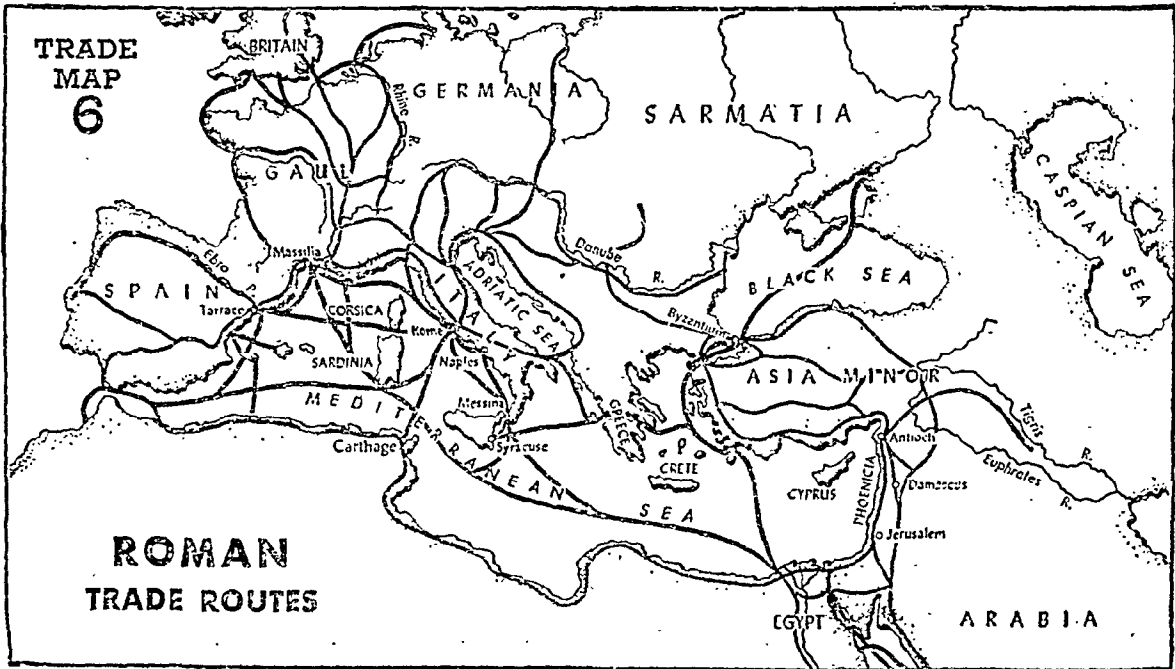 TRADE
MAP
6
BRITAIN
GERMANIA
Rhine R.
SARMATIA
GAUL
CASPIAN SEA
Massilia
Ebro
SPAIN
Tarraco
CORSICA
ITALY
ADRIATIC SEA
Danube R.
BLACK SEA
Byzantium
Rome
SARDINIA
Naples
ASIA MINOR
MEDITERRANEAN SEA
Messina
GREECE
Tigris R.
Carthage
Syracuse
Antioch
CRETE
CYPRUS
PHOENICIA
Euphrates R.
Damascus
Jerusalem
ROMAN
TRADE ROUTES
EGYPT
ARABIA